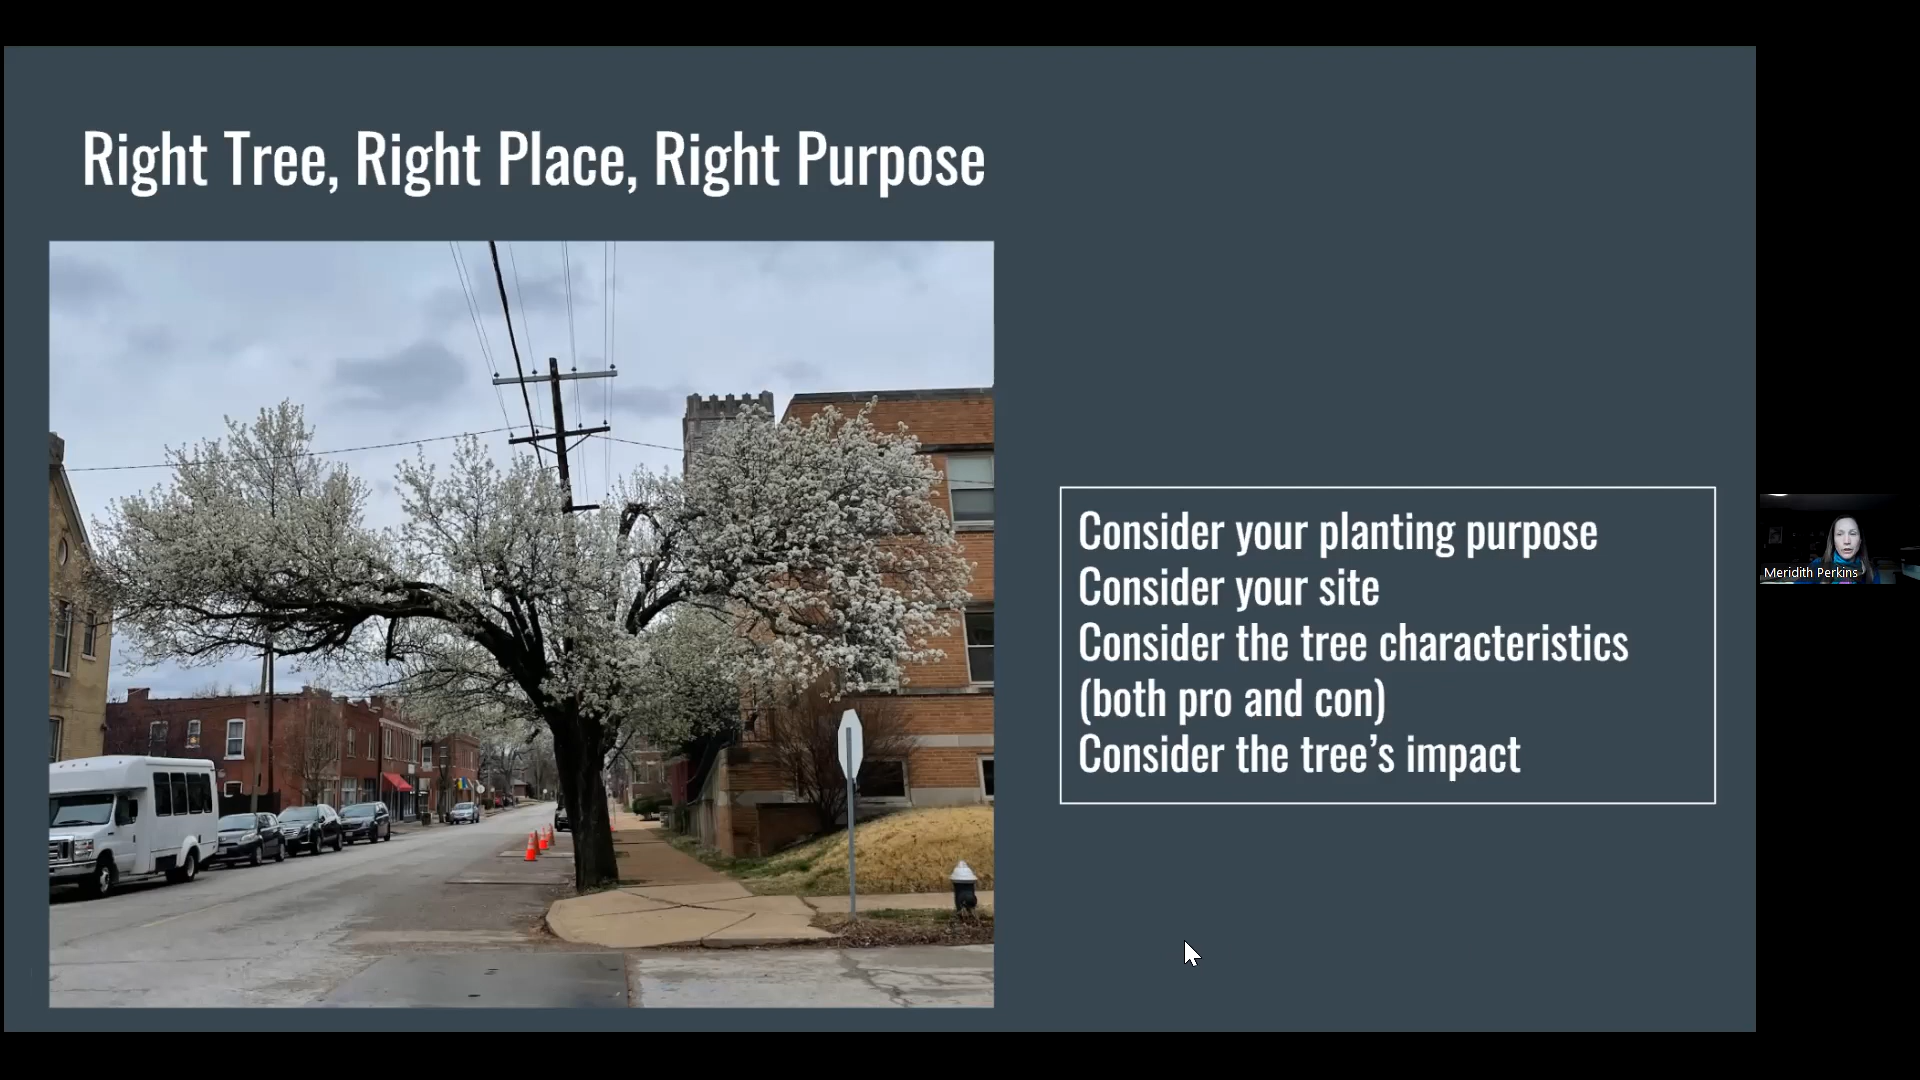 Right Tree, Right Place, Right Purpose
Consider your planting purpose
Consider your site
Consider the tree characteristics
(both pro and con)
Consider the tree’s impact
Meridith Perkins